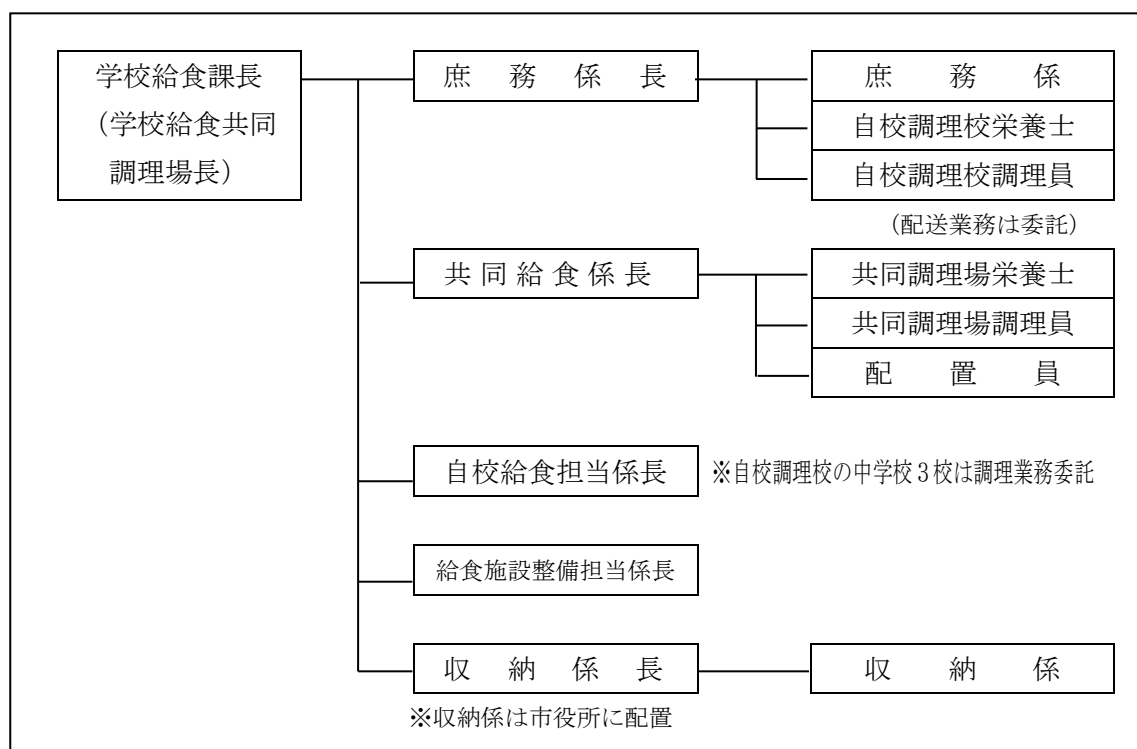 学校給食課長
（学校給食共同
調理場長）
庶務係長
庶務係
自校調理校栄養士
自校調理校調理員
（配送業務は委託）
共同給食係長
共同調理場栄養士
共同調理場調理員
配置員
自校給食担当係長
※自校調理校の中学校３校は調理業務委託
給食施設整備担当係長
収納係長
収納係
※収納係は市役所に配置